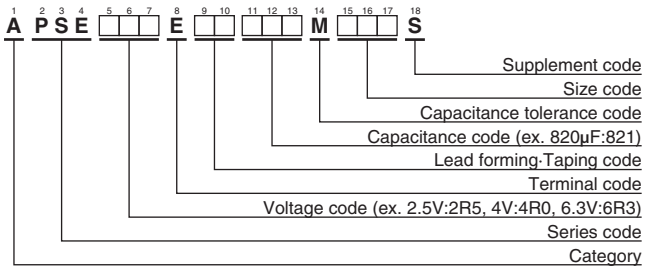 1 2 3 4 5 6 7 8 9 10 11 12 13 14 15 16 17 18
A P S E E M S
Supplement code
Size code
Capacitance tolerance code
Capacitance code (ex. 820µF:821)
Lead forming·Taping code
Terminal code
Voltage code (ex. 2.5V:2R5, 4V:4R0, 6.3V:6R3)
Series code
Category